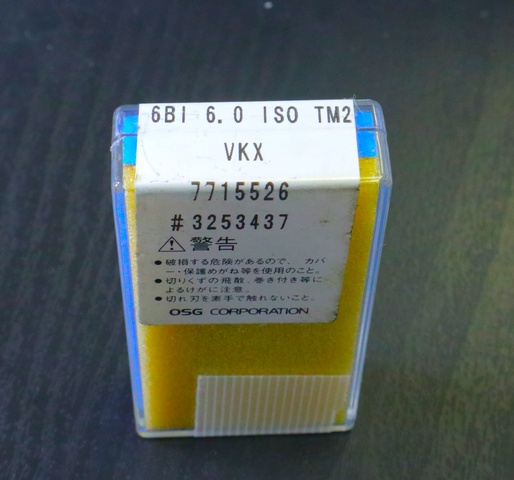 6BI 6.0 ISO TM2
VKX
7715526
#3253437
⚠警告
●破損する危険があるので、カバ
ー・保護めがね等を使用のこと。
●切りくずの飛散、巻き付き等に
よるけがに注意。
●切れ刃を素手で触れないこと。
OSG CORPORATION